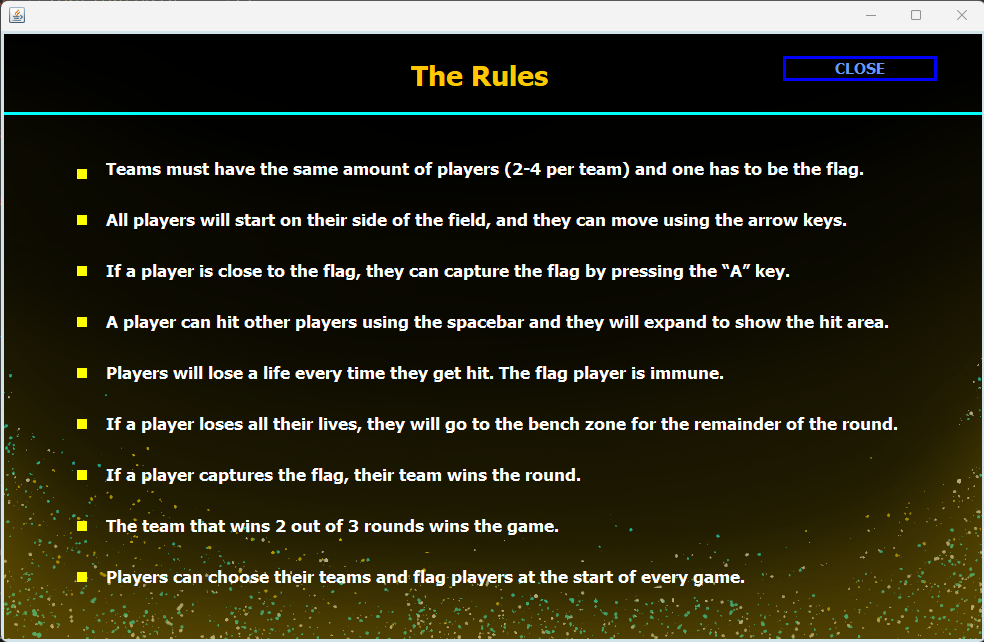 The Rules
CLOSE
Teams must have the same amount of players (2-4 per team) and one has to be the flag.
All players will start on their side of the field, and they can move using the arrow keys.
If a player is close to the flag, they can capture the flag by pressing the “A” key.
A player can hit other players using the spacebar and they will expand to show the hit area.
Players will lose a life every time they get hit. The flag player is immune.
If a player loses all their lives, they will go to the bench zone for the remainder of the round.
If a player captures the flag, their team wins the round.
The team that wins 2 out of 3 rounds wins the game.
Players can choose their teams and flag players at the start of every game.